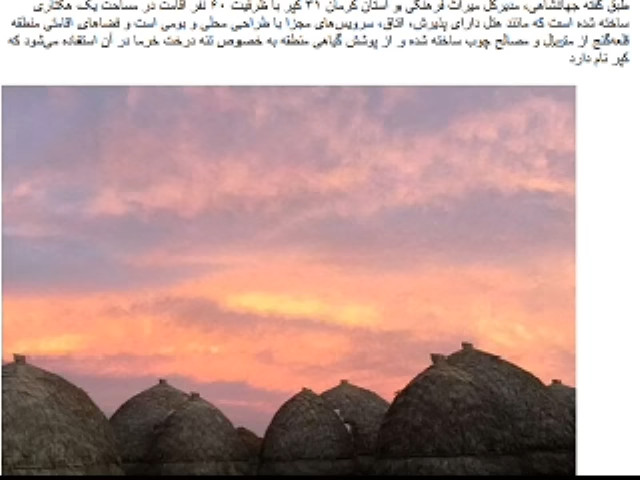 طبق گفته جهانشاهی، مدیرکل میراث فرهنگی و استان کرمان ۳۱ کپر با ظرفیت ۶۰ نفر اقامت در مساحت یک هکتاری
ساخته شده است که مانند هتل دارای پذیرش، اتاق، سرویس‌های مجزا با طراحی محلی و بومی است و فضاهای اقامتی منطقه
قلعه‌گنج از متریال و مصالح چوب ساخته شده و از پوشش گیاهی منطقه به خصوص تنه درخت خرما در آن استفاده می‌شود که
کپر نام دارد